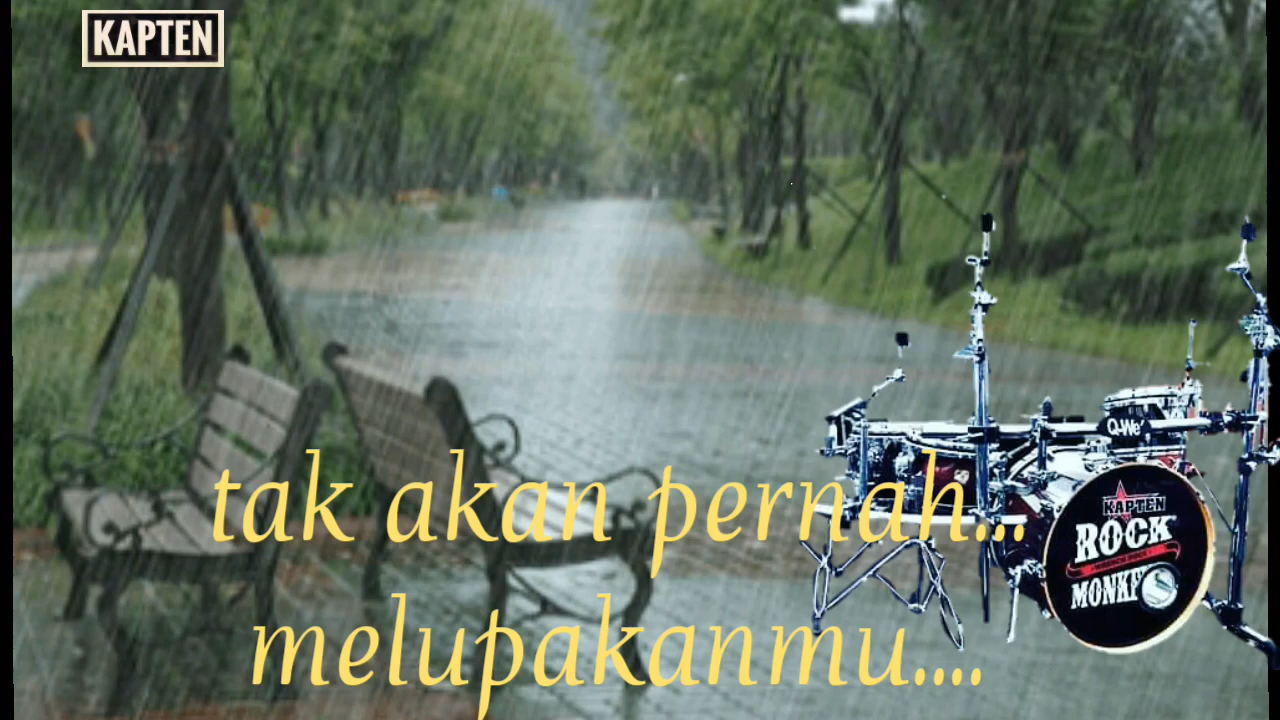 KAPTEN
tak akan pernah...
melupakanmu....
Q-We'
KAPTEN
ROCK